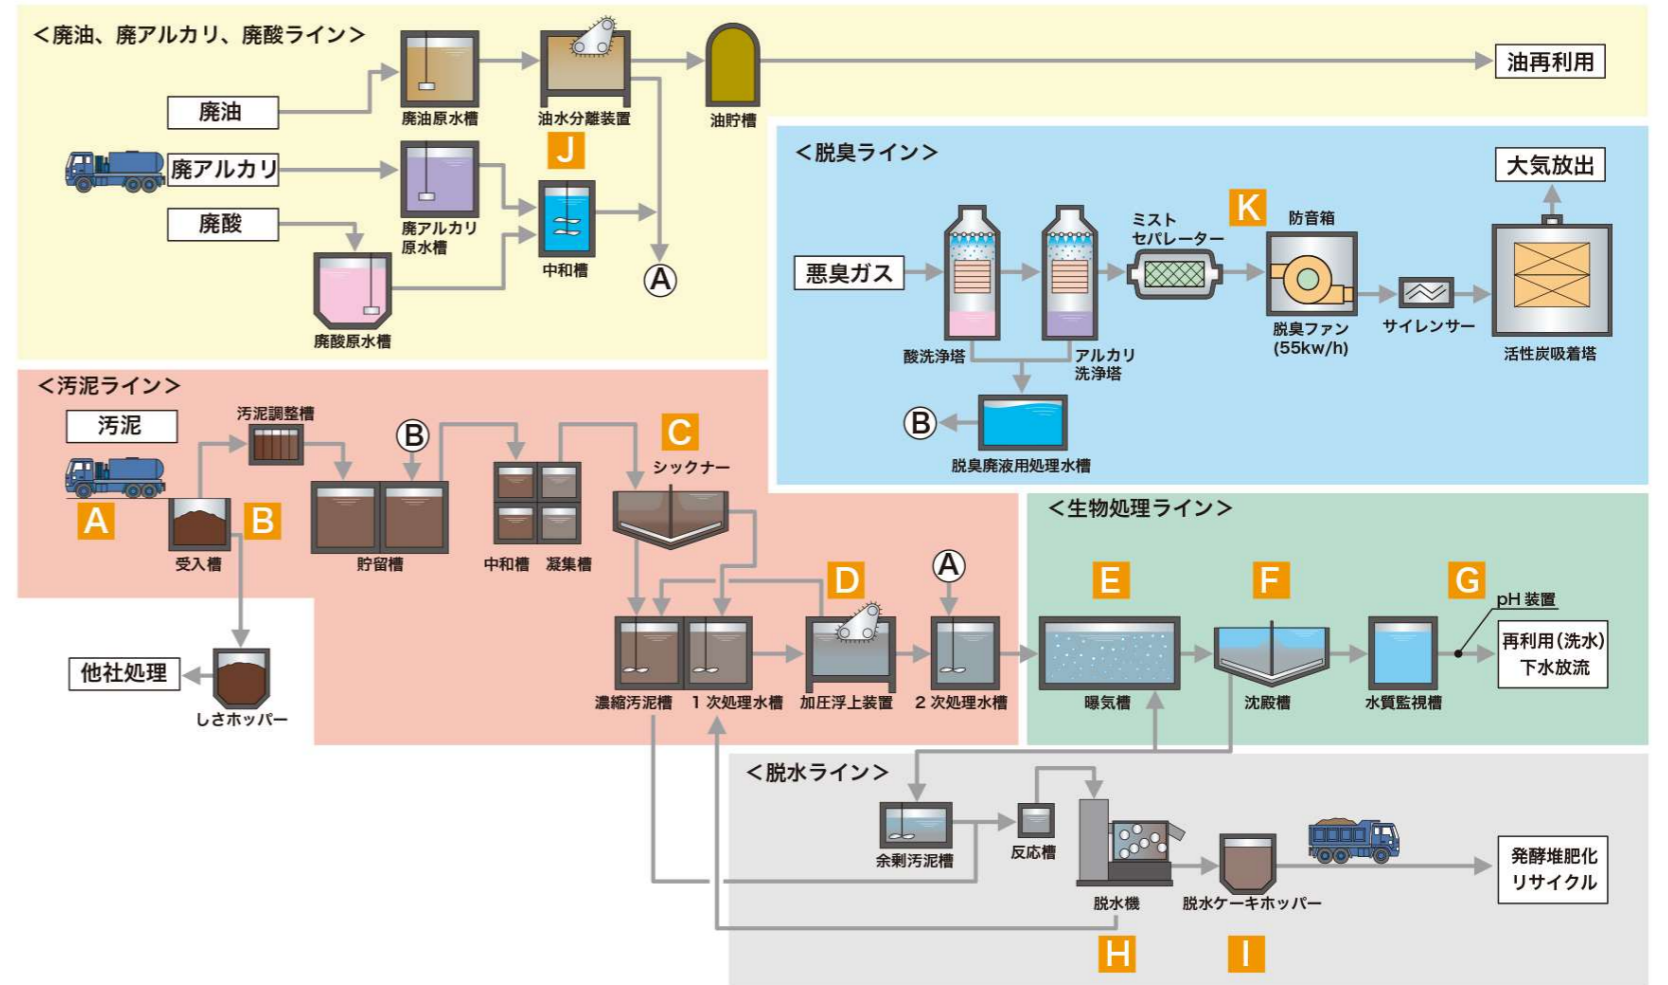 ＜廃油、廃アルカリ、廃酸ライン＞
廃油
廃アルカリ
廃酸
廃油原水槽
油水分離装置
油貯槽
油再利用
J
廃アルカリ
原水槽
中和槽
廃酸原水槽
A
＜脱臭ライン＞
悪臭ガス
酸洗浄塔
アルカリ
洗浄塔
ミスト
セパレーター
K
防音箱
脱臭ファン
(55kw/h)
サイレンサー
大気放出
活性炭吸着塔
B
脱臭廃液用処理水槽
＜汚泥ライン＞
汚泥
A
汚泥調整槽
B
受入槽
B
貯留槽
中和槽
凝集槽
C
シックナー
他社処理
しさホッパー
濃縮汚泥槽
1 次処理水槽
D
加圧浮上装置
A
2 次処理水槽
＜生物処理ライン＞
E
曝気槽
F
沈殿槽
G
pH 装置
水質監視槽
再利用(洗水)
下水放流
＜脱水ライン＞
余剰汚泥槽
反応槽
脱水機
H
脱水ケーキホッパー
I
発酵堆肥化
リサイクル